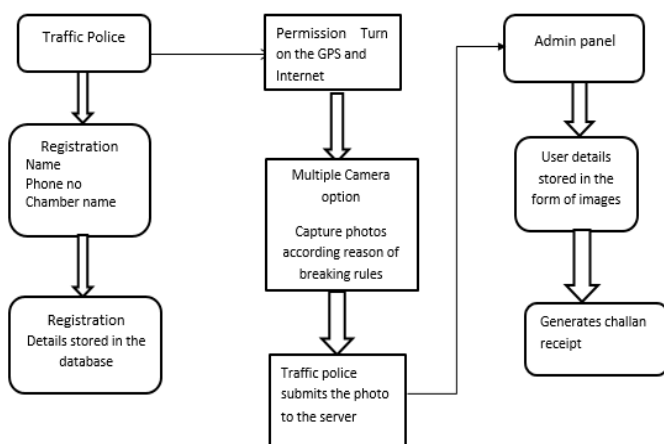 Traffic Police
Registration
Name
Phone no
Chamber name
Registration
Details stored in the
database
Permission Turn
on the GPS and
Internet
Multiple Camera
option
Capture photos
according reason of
breaking rules
Traffic police
submits the photo
to the server
Admin panel
User details
stored in the
form of images
Generates challan
receipt